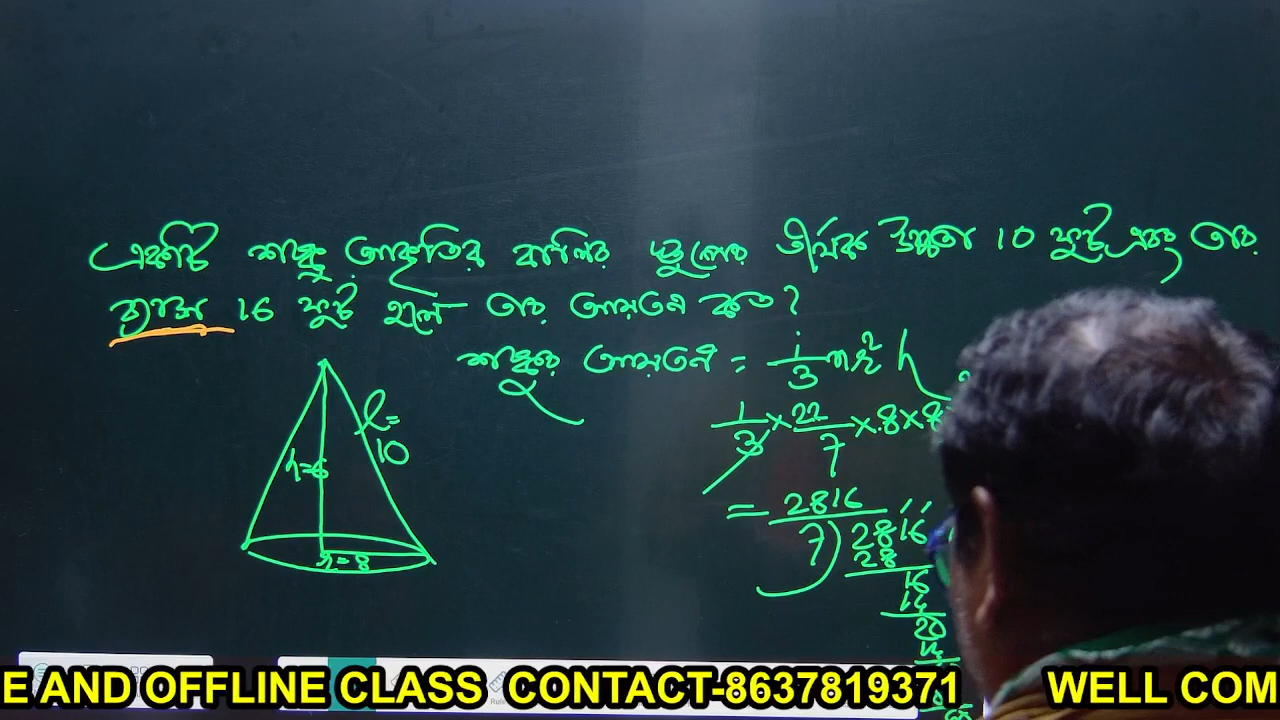 একটি শঙ্কু আকৃতির বালির স্তুপের তীর্যক উচ্চতা 10 ফুট এবং তার
ব্যাস 16 ফুট হলে তার আয়তন কত?
শঙ্কুর আয়তন = 1/3 πr² h
l = 10
1/3 × 22/7 × 8 × 8
h=6
= 2816/7
7) 2816
28
r = 8
16
14
20
E AND OFFLINE CLASS CONTACT-8637819371 WELL COM